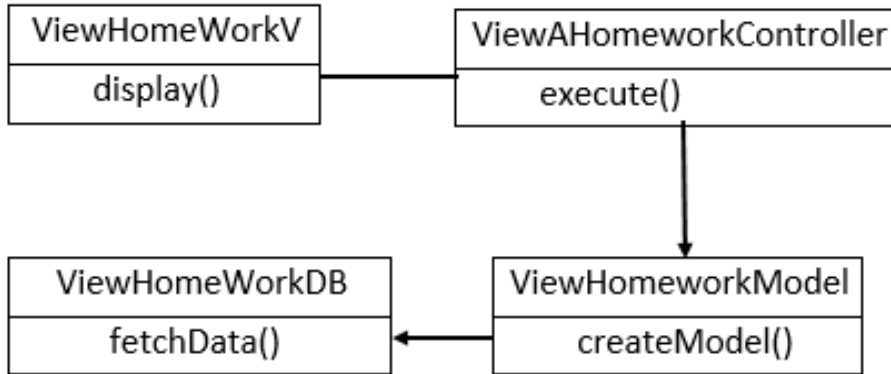 ViewHomeWorkV
display()
ViewAHomeworkController
execute()
ViewHomeWorkDB
fetchData()
ViewHomeworkModel
createModel()